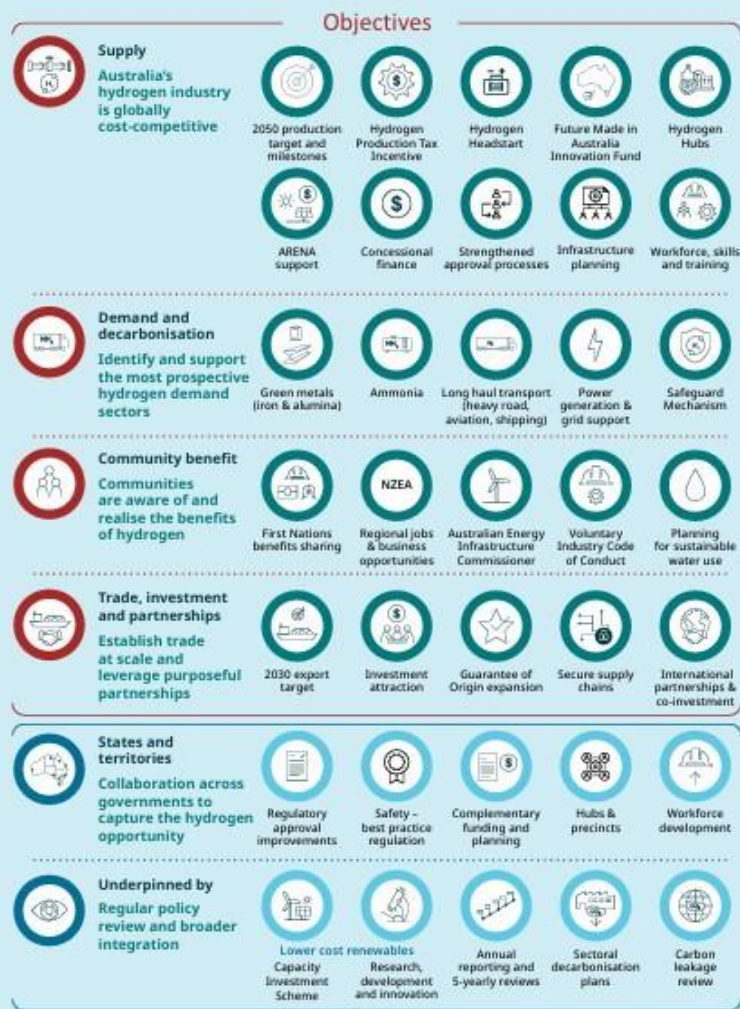 Objectives
Supply
Australia's
hydrogen industry
is globally
cost-competitive
2050 production
target and
milestones
Hydrogen
Production Tax
Incentive
Hydrogen
Headstart
Future Made in
Australia
Innovation Fund
Hydrogen
Hubs
ARENA
support
Concessional
finance
Strengthened
approval processes
Infrastructure
planning
Workforce, skills
and training
Demand and
decarbonisation
Identify and support
the most prospective
hydrogen demand
sectors
Green metals
(iron & alumina)
Ammonia
Long haul transport
(heavy road,
aviation, shipping)
Power
generation &
grid support
Safeguard
Mechanism
Community benefit
Communities
are aware of and
realise the benefits
of hydrogen
First Nations
benefits sharing
NZEA
Regional jobs
& business
opportunities
Australian Energy
Infrastructure
Commissioner
Voluntary
Industry Code
of Conduct
Planning
for sustainable
water use
Trade, investment
and partnerships
Establish trade
at scale and
leverage purposeful
partnerships
2030 export
target
Investment
attraction
Guarantee of
Origin expansion
Secure supply
chains
International
partnerships &
co-investment
States and
territories
Collaboration across
governments to
capture the hydrogen
opportunity
Regulatory
approval
improvements
Safety –
best practice
regulation
Complementary
funding and
planning
Hubs &
precincts
Workforce
development
Underpinned by
Regular policy
review and broader
integration
Lower cost renewables
Capacity
Investment
Scheme
Research,
development
and innovation
Annual
reporting and
5-yearly reviews
Sectoral
decarbonisation
plans
Carbon
leakage
review